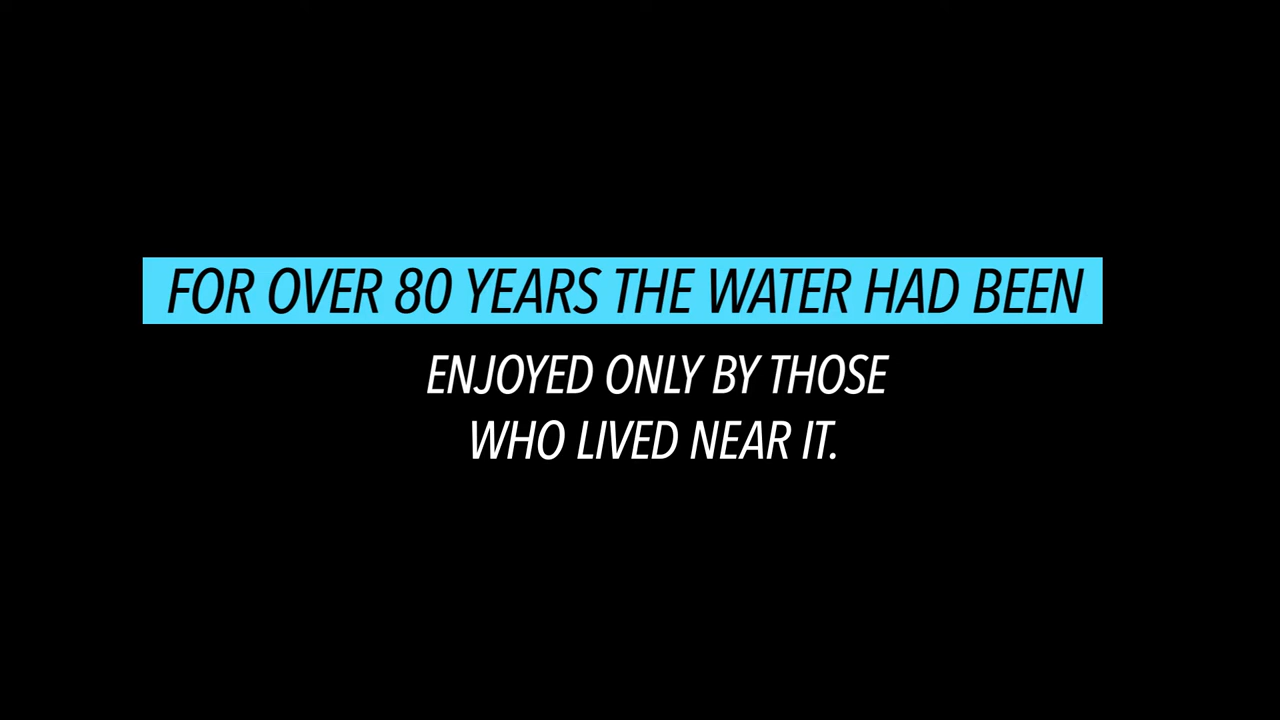 FOR OVER 80 YEARS THE WATER HAD BEEN
ENJOYED ONLY BY THOSE
WHO LIVED NEAR IT.